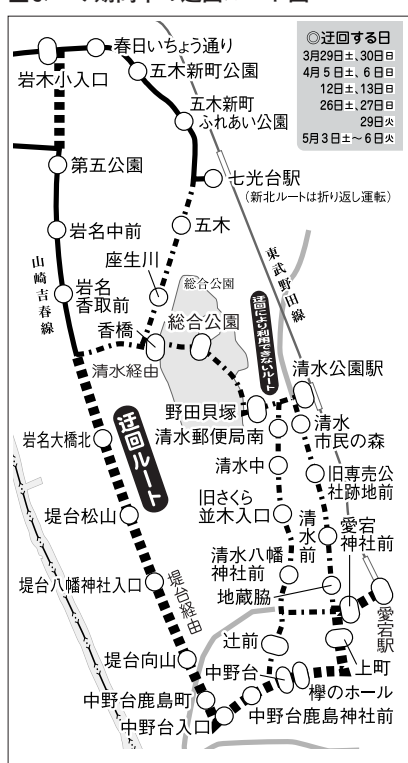 春日いちょう通り
岩木小入口
五木新町公園
五木新町
ふれあい公園
◎迂回する日
3月29日土、30日日
4月5日土、6日日
12日土、13日日
26日土、27日日
29日火
5月3日土～6日火
第五公園
七光台駅
(新北ルートは折り返し運転)
岩名中前
五木
山崎吉春線
座生川
東武野田線
岩名
香取前
総合公園
迂回により利用できないルート
香橋
総合公園
清水経由
清水公園駅
野田貝塚
清水郵便局南
清水
市民の森
迂回ルート
岩名大橋北
清水中
旧専売公
社跡地前
旧さくら
並木入口
堤台松山
清水前
愛宕
神社前
清水八幡
神社前
堤台八幡神社入口
地蔵脇
堤台経由
愛宕駅
辻前
堤台向山
上町
中野台
欅のホール
中野台鹿島町
中野台鹿島神社前
中野台入口